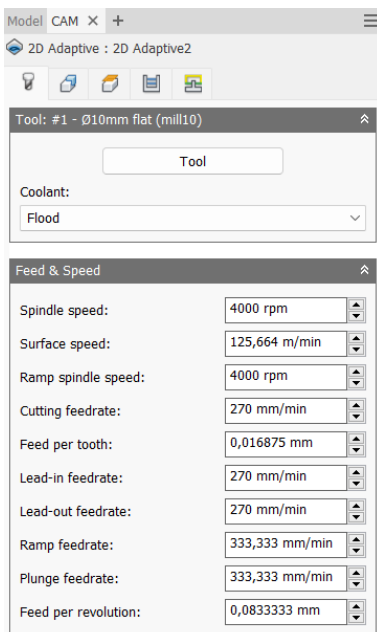 Model CAM × +
2D Adaptive : 2D Adaptive2
Tool: #1 - Ø10mm flat (mill10)
Tool
Coolant:
Flood
Feed & Speed
Spindle speed: 4000 rpm
Surface speed: 125,664 m/min
Ramp spindle speed: 4000 rpm
Cutting feedrate: 270 mm/min
Feed per tooth: 0,016875 mm
Lead-in feedrate: 270 mm/min
Lead-out feedrate: 270 mm/min
Ramp feedrate: 333,333 mm/min
Plunge feedrate: 333,333 mm/min
Feed per revolution: 0,0833333 mm